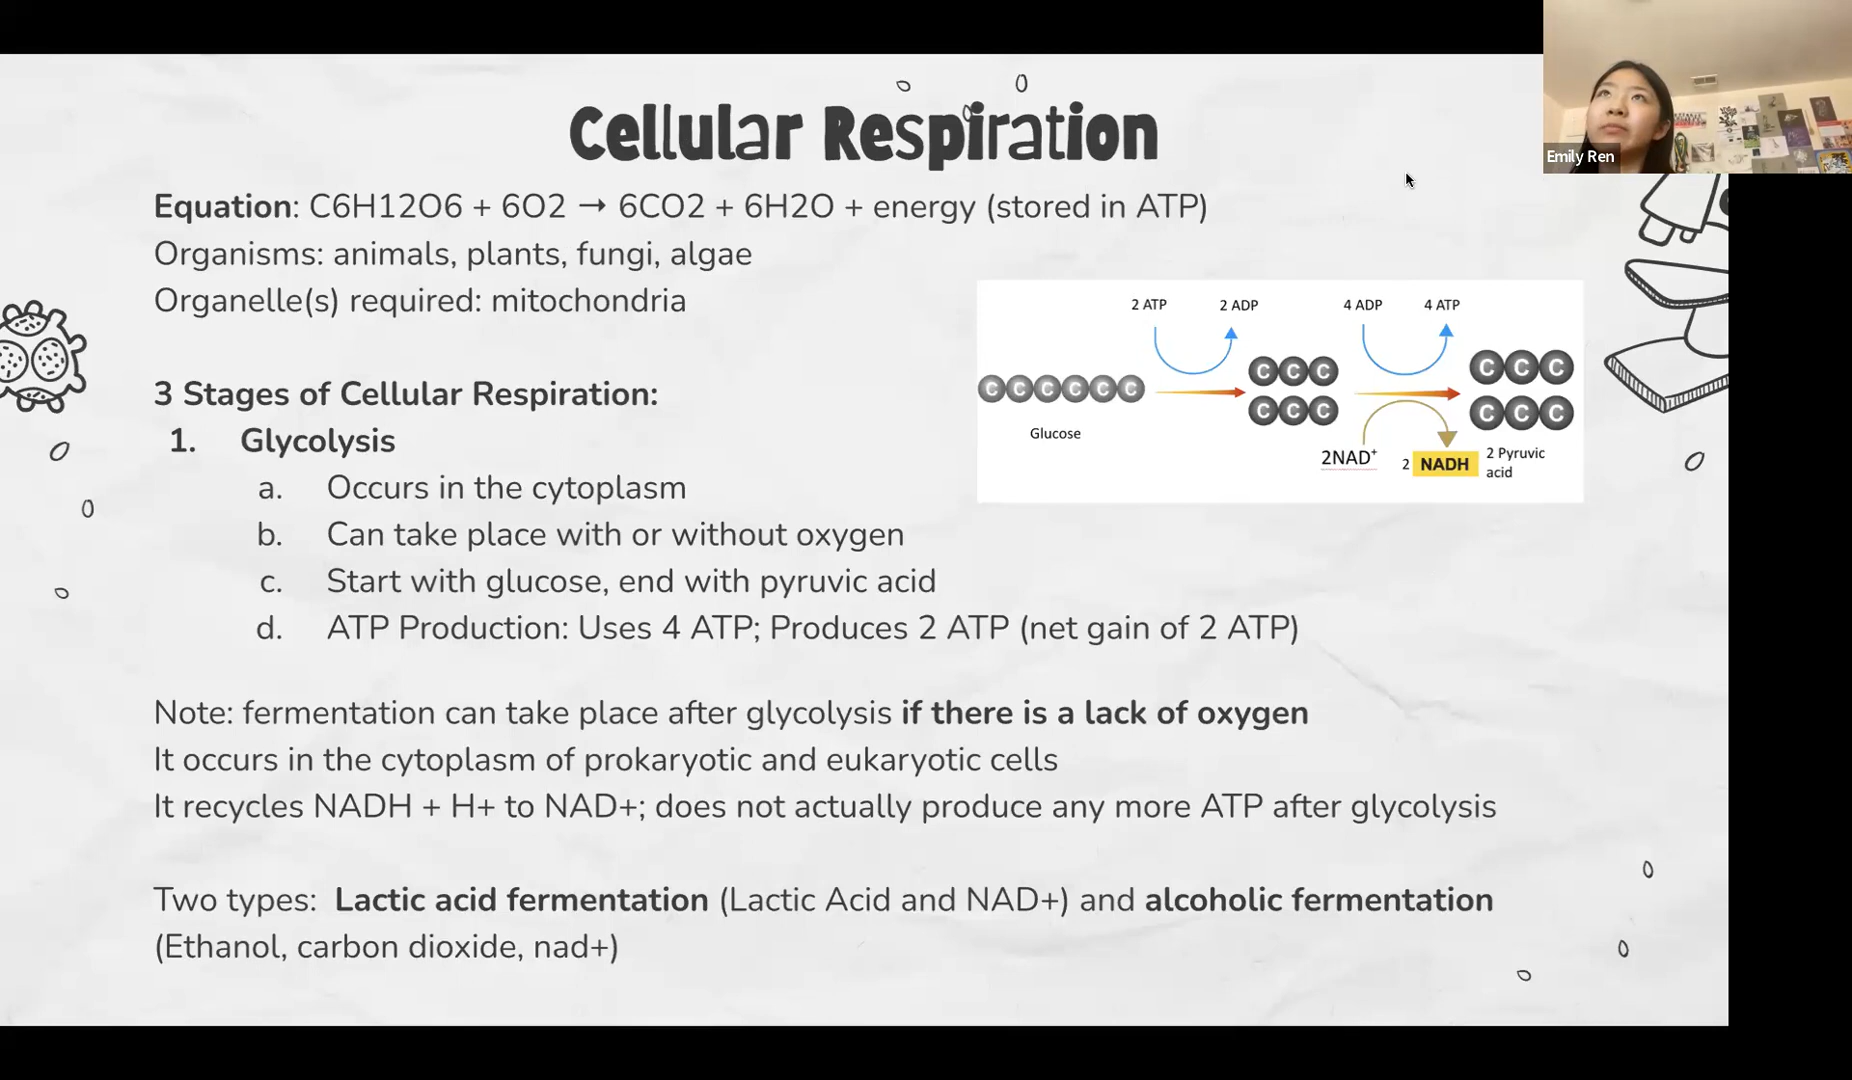 Cellular Respiration
Emily Ren
Equation: C6H12O6 + 6O2 → 6CO2 + 6H2O + energy (stored in ATP)
Organisms: animals, plants, fungi, algae
Organelle(s) required: mitochondria
2 ATP 2 ADP 4 ADP 4 ATP
C C C C C C
C C C
C C C
C C C
C C C
Glucose
2NAD⁺ 2 NADH 2 Pyruvic
acid
3 Stages of Cellular Respiration:
1. Glycolysis
a. Occurs in the cytoplasm
b. Can take place with or without oxygen
c. Start with glucose, end with pyruvic acid
d. ATP Production: Uses 4 ATP; Produces 2 ATP (net gain of 2 ATP)
Note: fermentation can take place after glycolysis if there is a lack of oxygen
It occurs in the cytoplasm of prokaryotic and eukaryotic cells
It recycles NADH + H+ to NAD+; does not actually produce any more ATP after glycolysis
Two types: Lactic acid fermentation (Lactic Acid and NAD+) and alcoholic fermentation
(Ethanol, carbon dioxide, nad+)